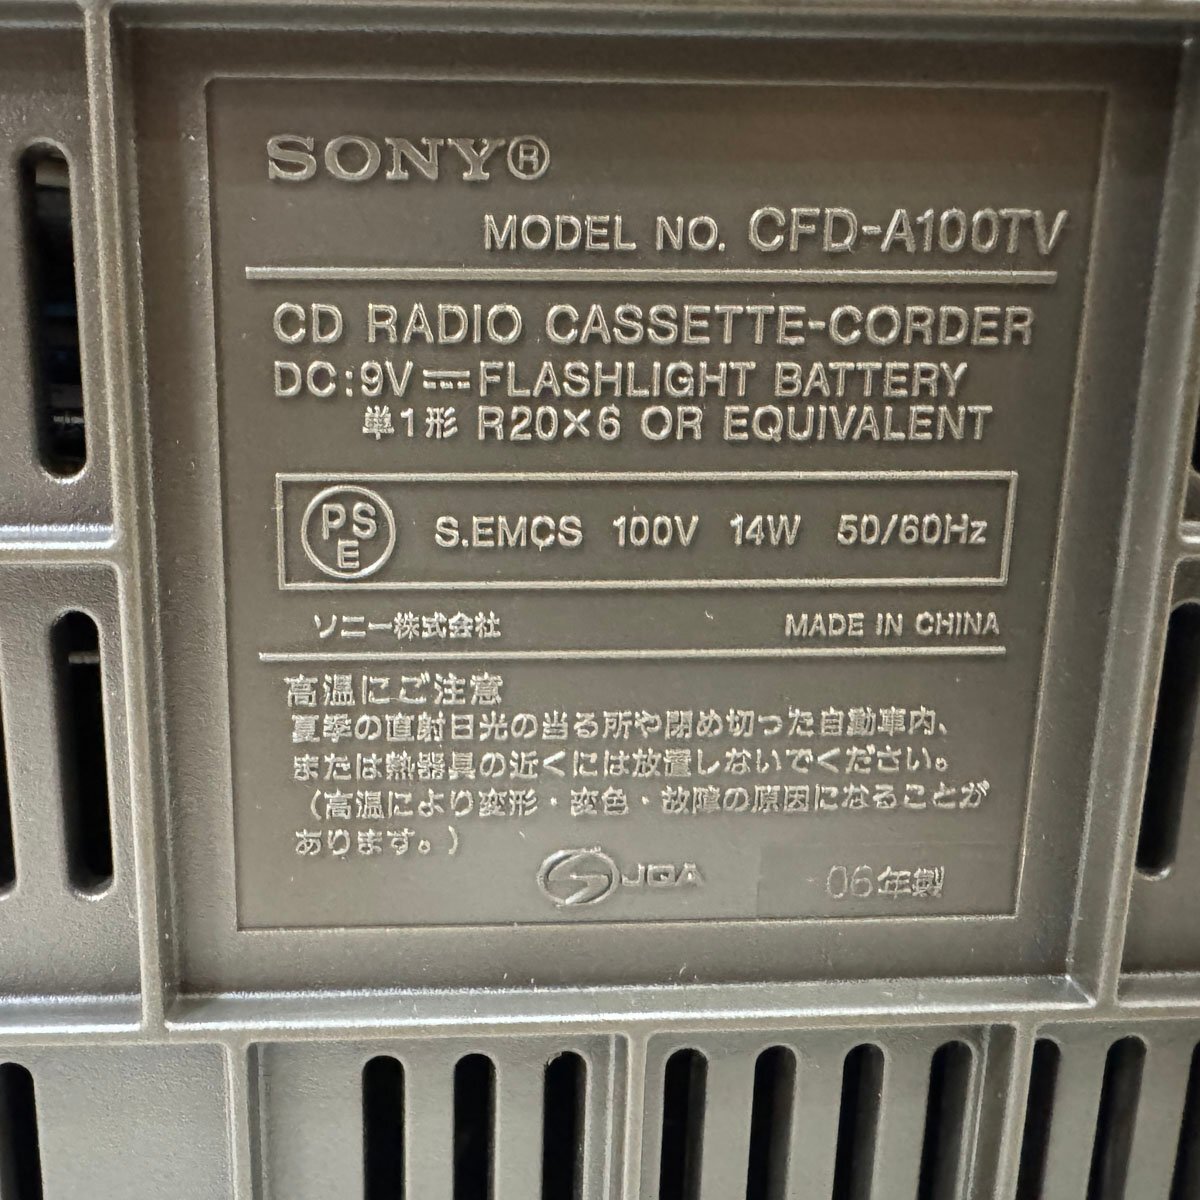 SONY®
MODEL NO. CFD-A100TV
CD RADIO CASSETTE-CORDER
DC:9V⎓FLASHLIGHT BATTERY
単1形 R20×6 OR EQUIVALENT
PSE S.EMCS 100V 14W 50/60Hz
ソニー株式会社 MADE IN CHINA
高温にご注意
夏季の直射日光の当る所や閉め切った自動車内、
または熱器具の近くには放置しないでください。
（高温により変形・変色・故障の原因になることが
あります。）
JQA 06年製